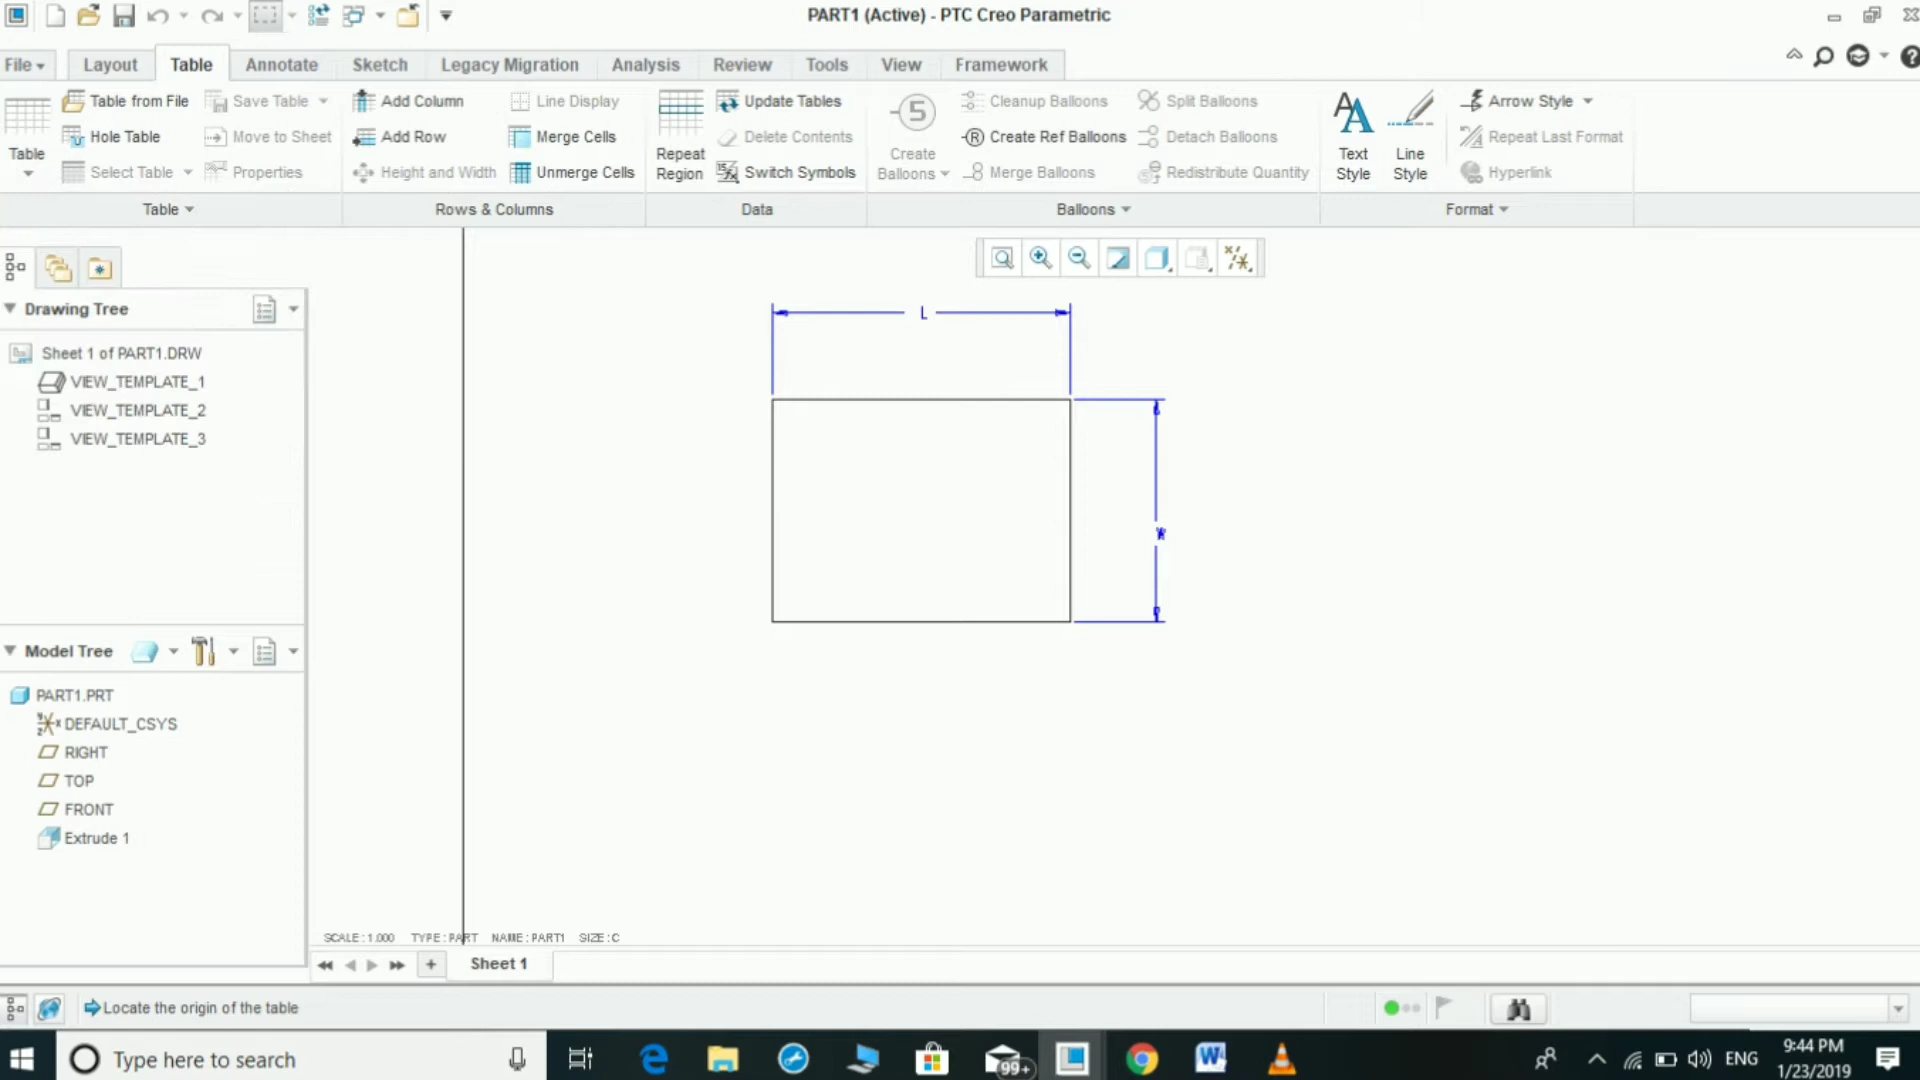 PART1 (Active) - PTC Creo Parametric
File Layout Table Annotate Sketch Legacy Migration Analysis Review Tools View Framework
Table from File Save Table Add Column Line Display Update Tables Cleanup Balloons Split Balloons Arrow Style
Hole Table Move to Sheet Add Row Merge Cells Delete Contents Create Ref Balloons Detach Balloons Repeat Last Format
Table Repeat Create Text Line
Select Table Properties Height and Width Unmerge Cells Region Switch Symbols Balloons Merge Balloons Redistribute Quantity Style Style Hyperlink
Table Rows & Columns Data Balloons Format
Drawing Tree
Sheet 1 of PART1.DRW
VIEW_TEMPLATE_1
VIEW_TEMPLATE_2
VIEW_TEMPLATE_3
L
W
Model Tree
PART1.PRT
DEFAULT_CSYS
RIGHT
TOP
FRONT
Extrude 1
SCALE:1.000 TYPE:PART NAME:PART1 SIZE:C
Sheet 1
Locate the origin of the table
Type here to search
99+
ENG
9:44 PM
1/23/2019